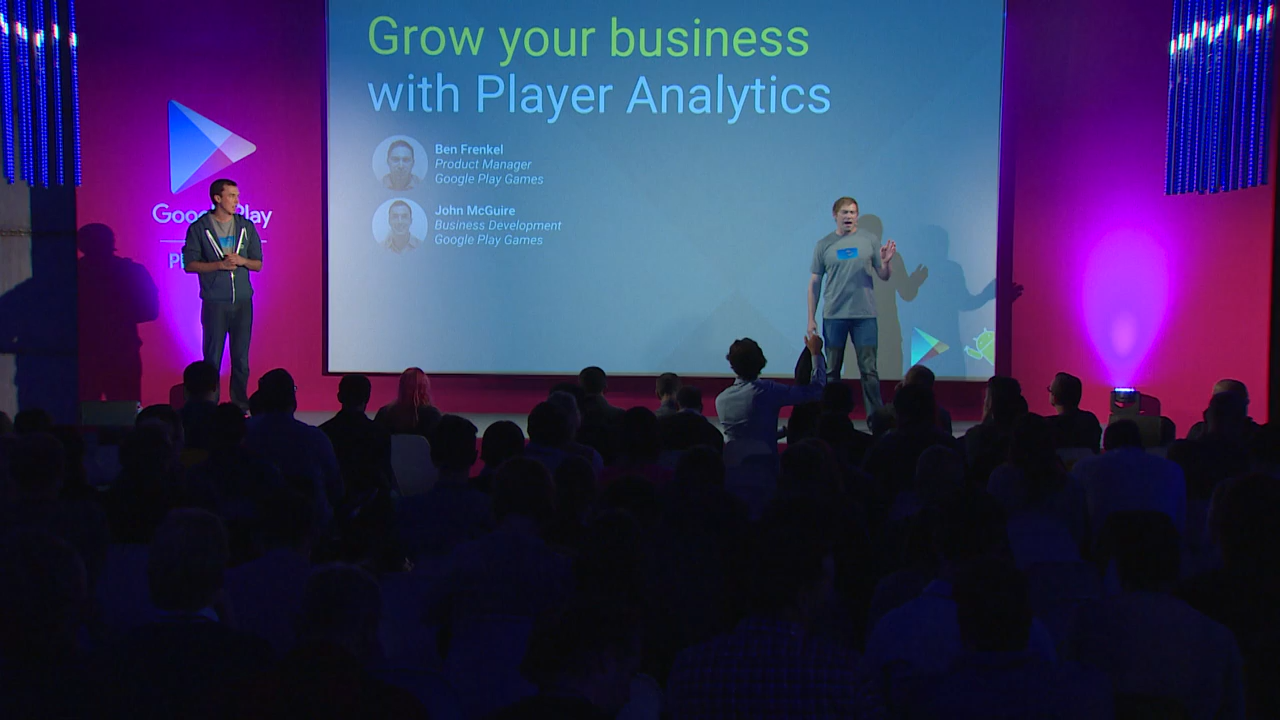 Grow your business
with Player Analytics
Ben Frenkel
Product Manager
Google Play Games
John McGuire
Business Development
Google Play Games
Play